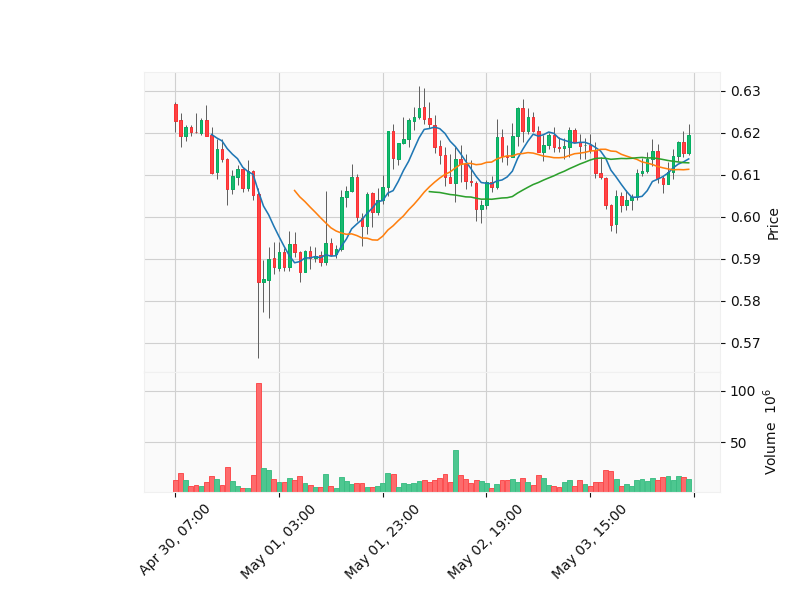 0.63
0.62
0.61
0.60
0.59
0.58
0.57
Price
100
50
Volume 10^6
Apr 30, 07:00
May 01, 03:00
May 01, 23:00
May 02, 19:00
May 03, 15:00